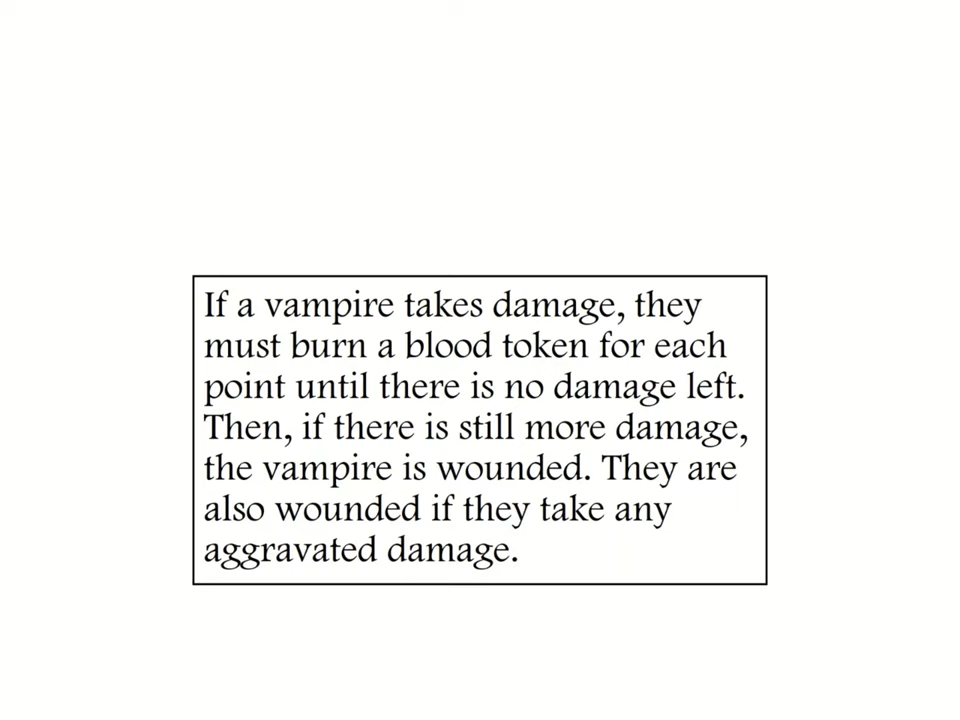 If a vampire takes damage, they
must burn a blood token for each
point until there is no damage left.
Then, if there is still more damage,
the vampire is wounded. They are
also wounded if they take any
aggravated damage.